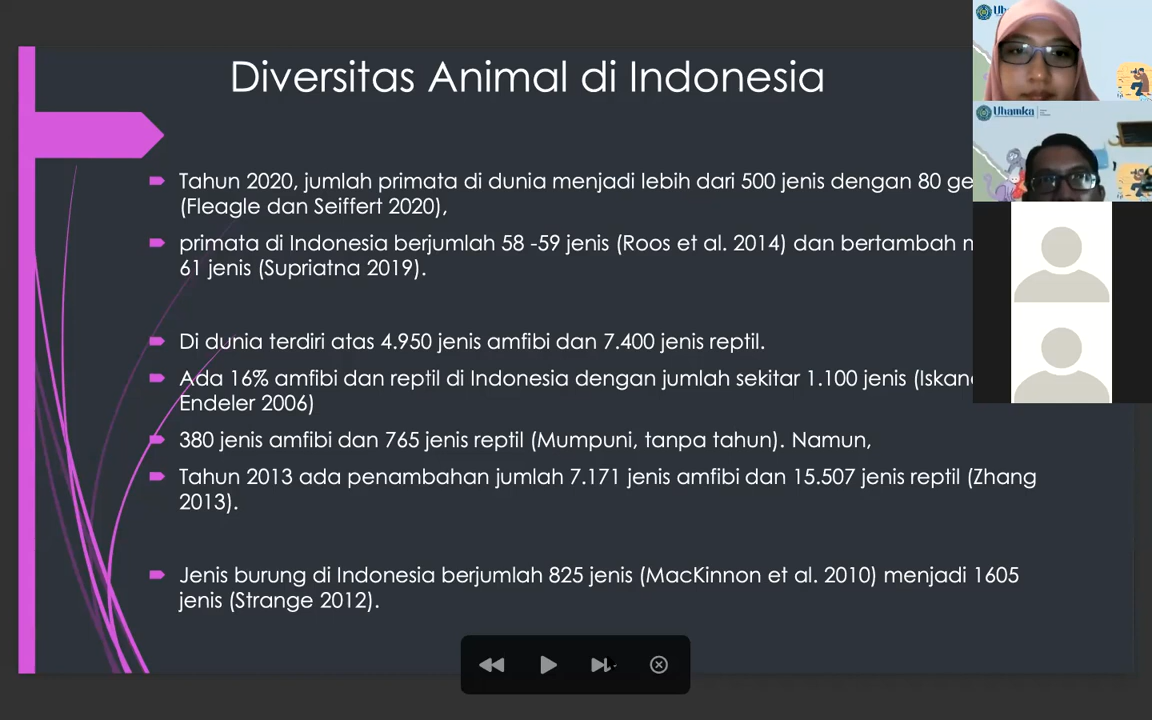 Diversitas Animal di Indonesia
Tahun 2020, jumlah primata di dunia menjadi lebih dari 500 jenis dengan 80
(Fleagle dan Seiffert 2020),
primata di Indonesia berjumlah 58 -59 jenis (Roos et al. 2014) dan bertambah
61 jenis (Supriatna 2019).
Di dunia terdiri atas 4.950 jenis amfibi dan 7.400 jenis reptil.
Ada 16% amfibi dan reptil di Indonesia dengan jumlah sekitar 1.100 jenis
Endeler 2006)
380 jenis amfibi dan 765 jenis reptil (Mumpuni, tanpa tahun). Namun,
Tahun 2013 ada penambahan jumlah 7.171 jenis amfibi dan 15.507 jenis reptil (Zhang
2013).
Jenis burung di Indonesia berjumlah 825 jenis (MacKinnon et al. 2010) menjadi 1605
jenis (Strange 2012).
Uhamka
Uhamka